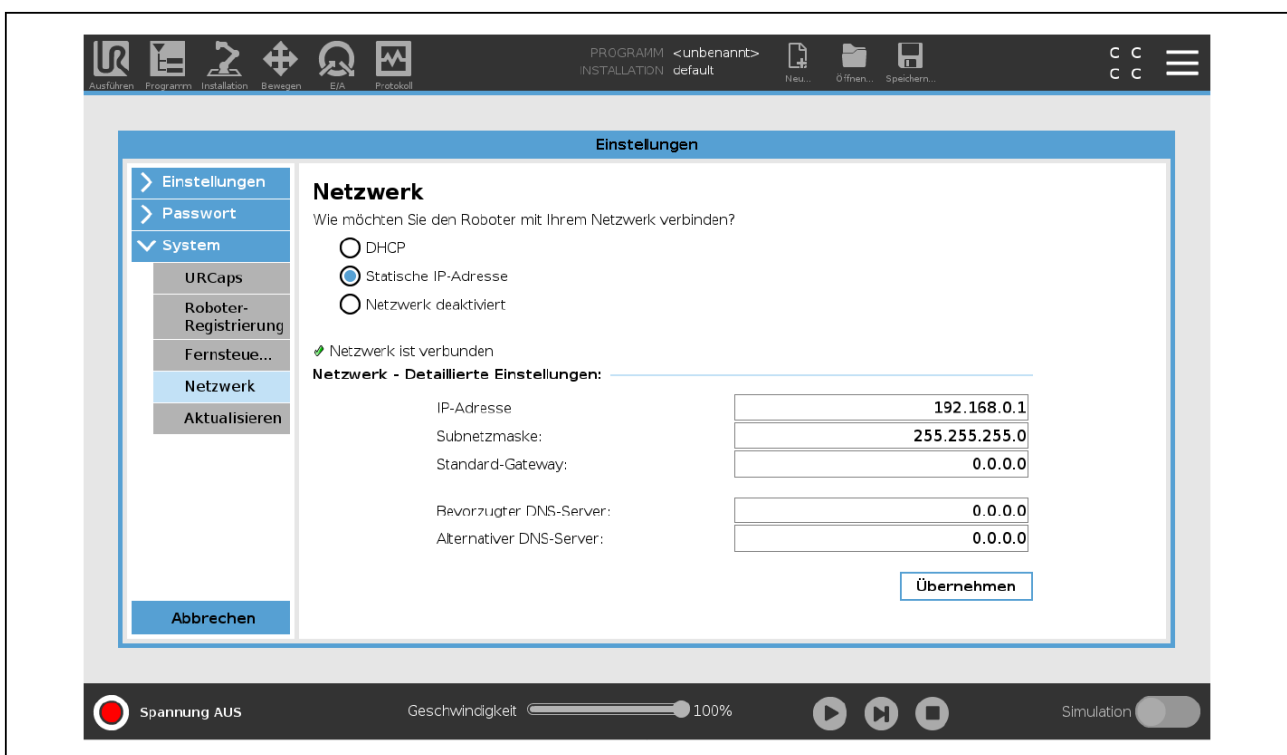 UR
PROGRAMM <unbenannt>
INSTALLATION default
C C
C C
Ausführen Programm Installation Bewegen E/A Protokoll Neu... Öffnen... Speichern...
Einstellungen
Einstellungen
Passwort
System
URCaps
Roboter-
Registrierung
Fernsteue...
Netzwerk
Aktualisieren
Abbrechen
Netzwerk
Wie möchten Sie den Roboter mit Ihrem Netzwerk verbinden?
DHCP
Statische IP-Adresse
Netzwerk deaktiviert
Netzwerk ist verbunden
Netzwerk - Detaillierte Einstellungen:
IP-Adresse 192.168.0.1
Subnetzmaske: 255.255.255.0
Standard-Gateway: 0.0.0.0
Bevorzugter DNS-Server: 0.0.0.0
Alternativer DNS-Server: 0.0.0.0
Übernehmen
Spannung AUS Geschwindigkeit 100% Simulation